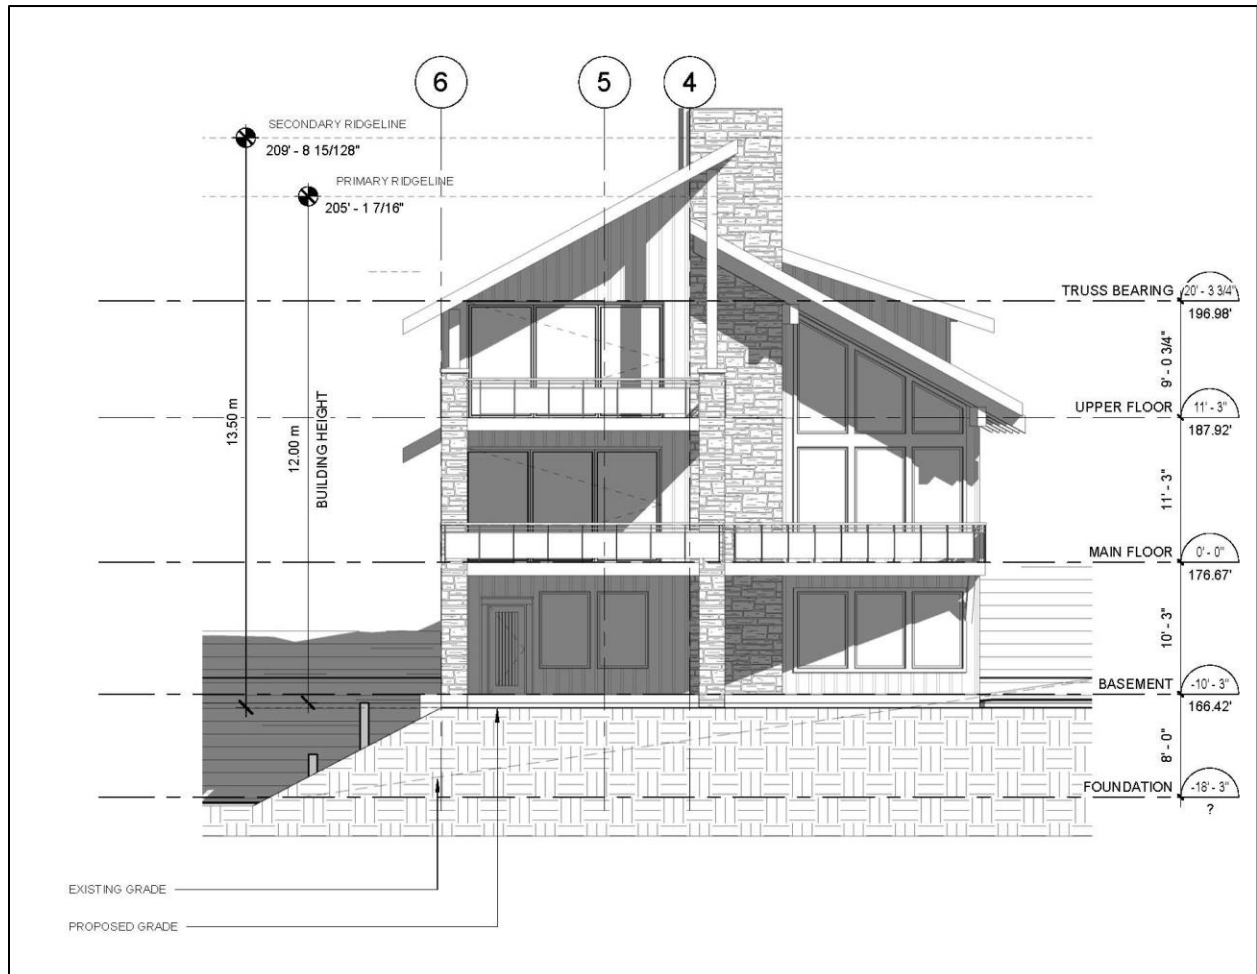 6
5
4
SECONDARY RIDGELINE
209' - 8 15/128"
PRIMARY RIDGELINE
205' - 1 7/16"
TRUSS BEARING
20' - 3 3/4"
196.98'
9' - 0 3/4"
UPPER FLOOR
11' - 3"
187.92'
13.50 m
12.00 m
BUILDING HEIGHT
11' - 3"
MAIN FLOOR
0' - 0"
176.67'
10' - 3"
BASEMENT
-10' - 3"
166.42'
8' - 0"
FOUNDATION
-18' - 3"
?
EXISTING GRADE
PROPOSED GRADE